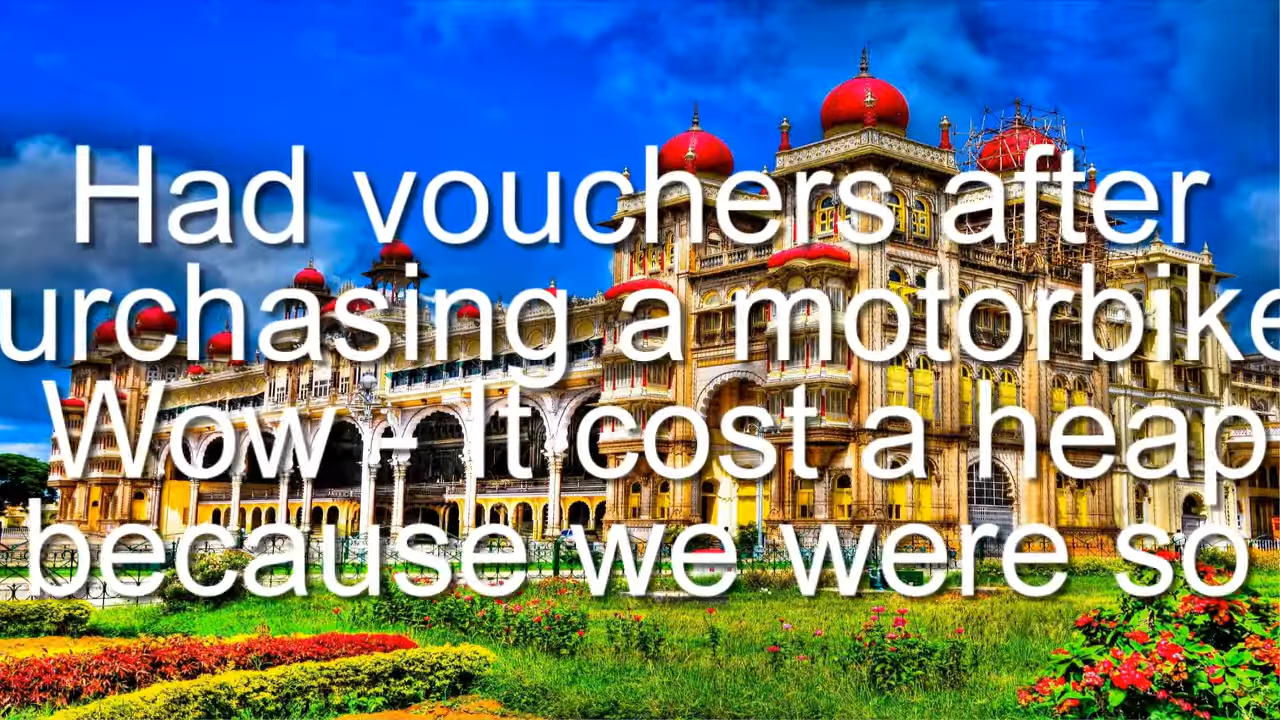 Had vouchers after
urchasing a motorbike
Wow - It cost a heap
because we were so